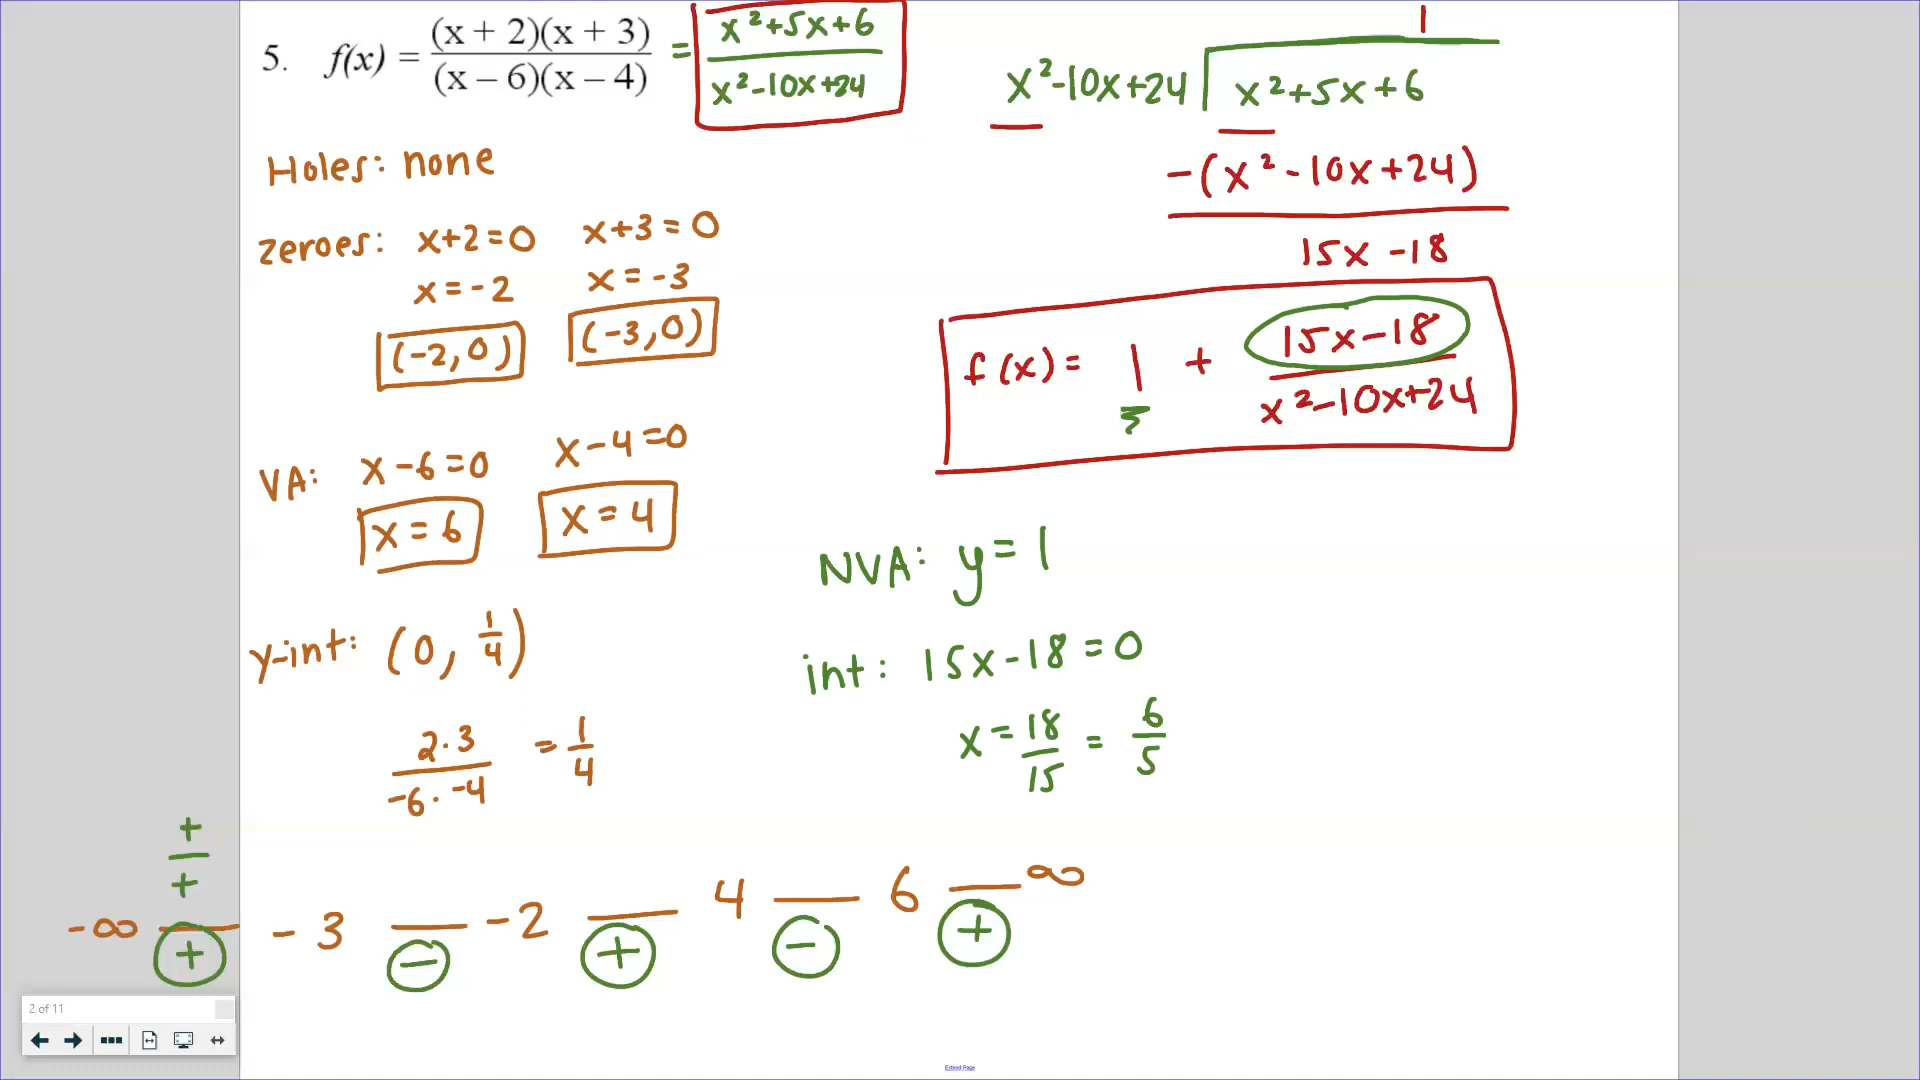 5. f(x) = (x + 2)(x + 3) / (x – 6)(x – 4) = x²+5x+6 / x²-10x+24
1
x²-10x+24 x²+5x+6
-(x²-10x+24)
15x -18
f(x)= 1 + 15x-18 / x²-10x+24
Holes: none
zeroes: x+2=0 x+3=0
x=-2 x=-3
(-2,0) (-3,0)
VA: x-6=0 x-4=0
x=6 x=4
y-int: (0, 1/4)
2·3 / -6·-4 = 1/4
NVA: y=1
int: 15x-18=0
x=18/15 = 6/5
+
+
-∞ -3 -2 4 6 ∞
+ - + - +
2 of 11
Extend Page